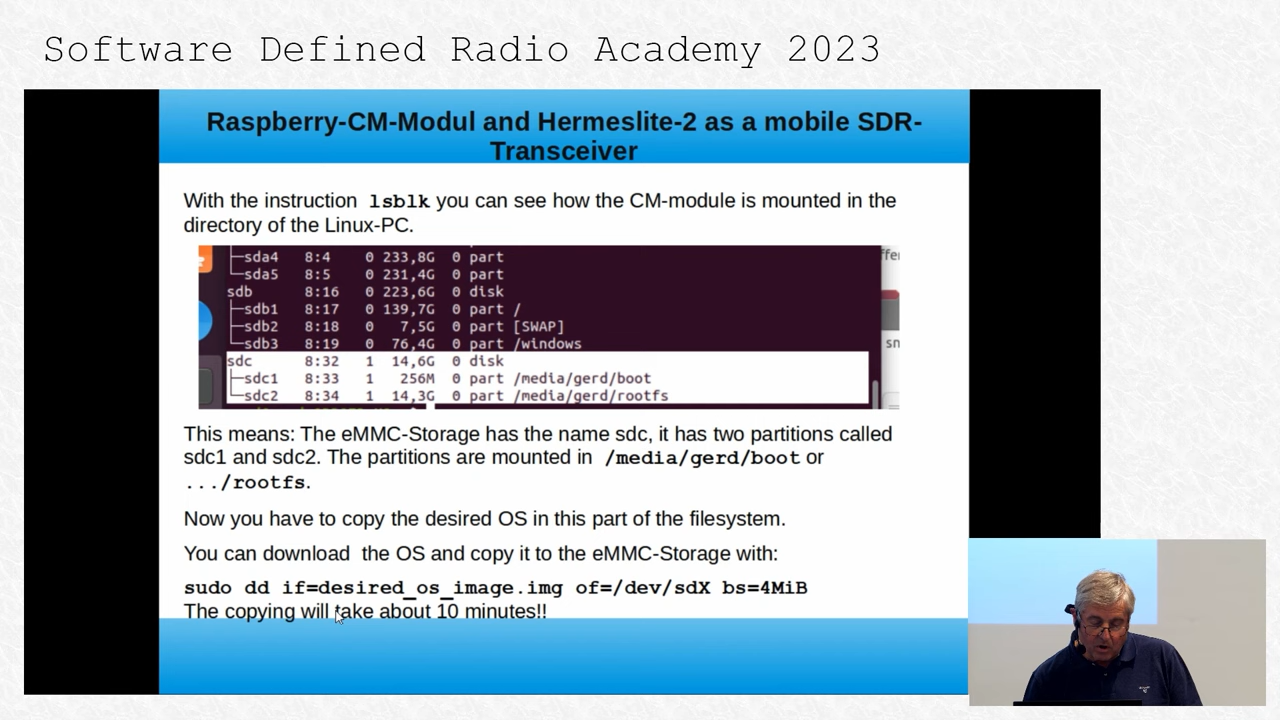 Software Defined Radio Academy 2023
Raspberry-CM-Modul and Hermeslite-2 as a mobile SDR-
Transceiver
With the instruction lsblk you can see how the CM-module is mounted in the
directory of the Linux-PC.
├─sda4 8:4 0 233,8G 0 part
└─sda5 8:5 0 231,4G 0 part
sdb 8:16 0 223,6G 0 disk
├─sdb1 8:17 0 139,7G 0 part /
├─sdb2 8:18 0 7,5G 0 part [SWAP]
└─sdb3 8:19 0 76,4G 0 part /windows
sdc 8:32 1 14,6G 0 disk
├─sdc1 8:33 1 256M 0 part /media/gerd/boot
└─sdc2 8:34 1 14,3G 0 part /media/gerd/rootfs
This means: The eMMC-Storage has the name sdc, it has two partitions called
sdc1 and sdc2. The partitions are mounted in /media/gerd/boot or
.../rootfs.
Now you have to copy the desired OS in this part of the filesystem.
You can download the OS and copy it to the eMMC-Storage with:
sudo dd if=desired_os_image.img of=/dev/sdX bs=4MiB
The copying will take about 10 minutes!!